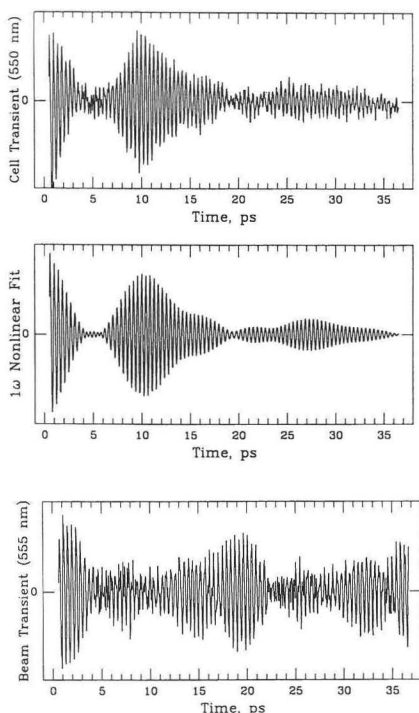 Cell Transient (550 nm)
0
0 5 10 15 20 25 30 35
Time, ps
1ω Nonlinear Fit
0
0 5 10 15 20 25 30 35
Time, ps
Beam Transient (555 nm)
0
0 5 10 15 20 25 30 35
Time, ps